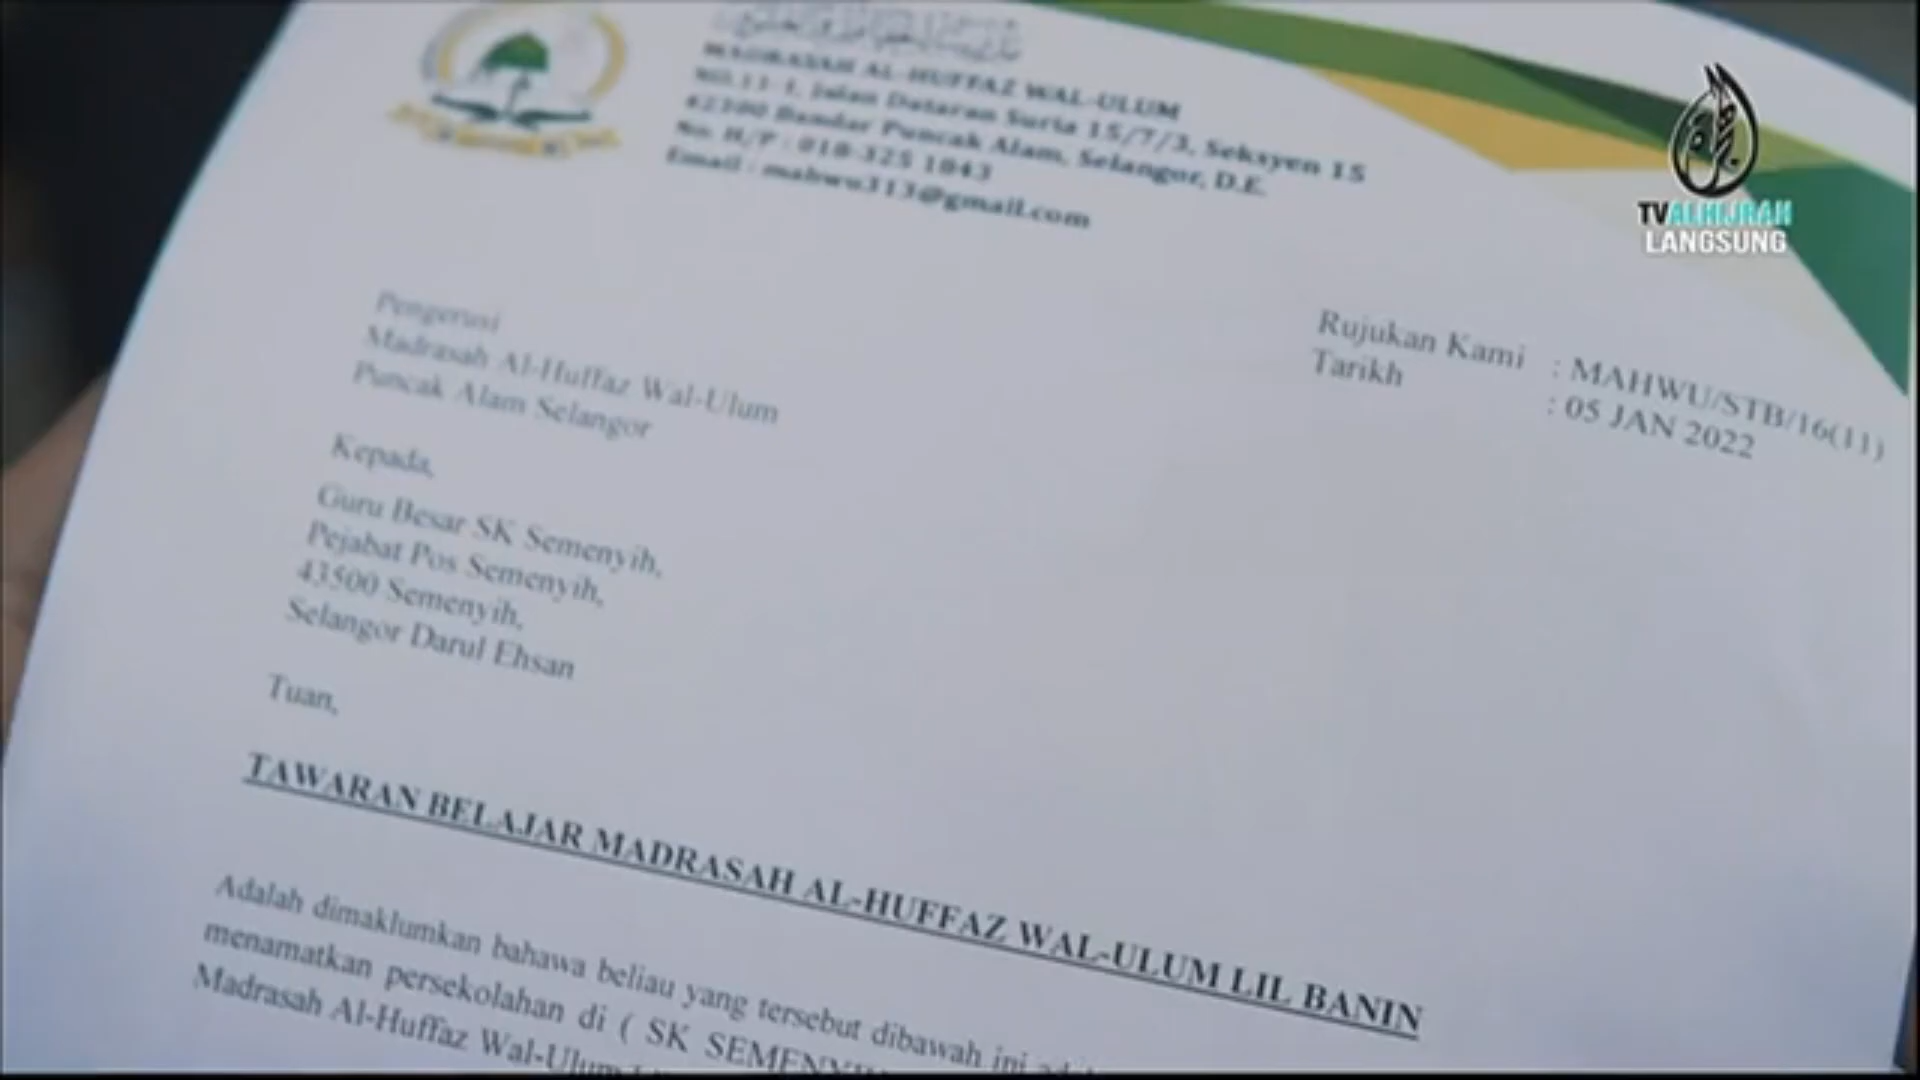 MADRASAH AL-HUFFAZ WAL-ULUM
NO.11-1, Jalan Dataran Suria 15/7/3, Seksyen 15
42300 Bandar Puncak Alam, Selangor, D.E.
No. H/P : 018-325 1843
Email : mahwu313@gmail.com
TVALHIJRAH
LANGSUNG
Rujukan Kami : MAHWU/STB/16(11)
Tarikh : 05 JAN 2022
Pengerusi
Madrasah Al-Huffaz Wal-Ulum
Puncak Alam Selangor
Kepada,
Guru Besar SK Semenyih,
Pejabat Pos Semenyih,
43500 Semenyih,
Selangor Darul Ehsan
Tuan,
TAWARAN BELAJAR MADRASAH AL-HUFFAZ WAL-ULUM LIL BANIN
Adalah dimaklumkan bahawa beliau yang tersebut dibawah ini
menamatkan persekolahan di ( SK SEMENYIH
Madrasah Al-Huffaz Wal-Ulum